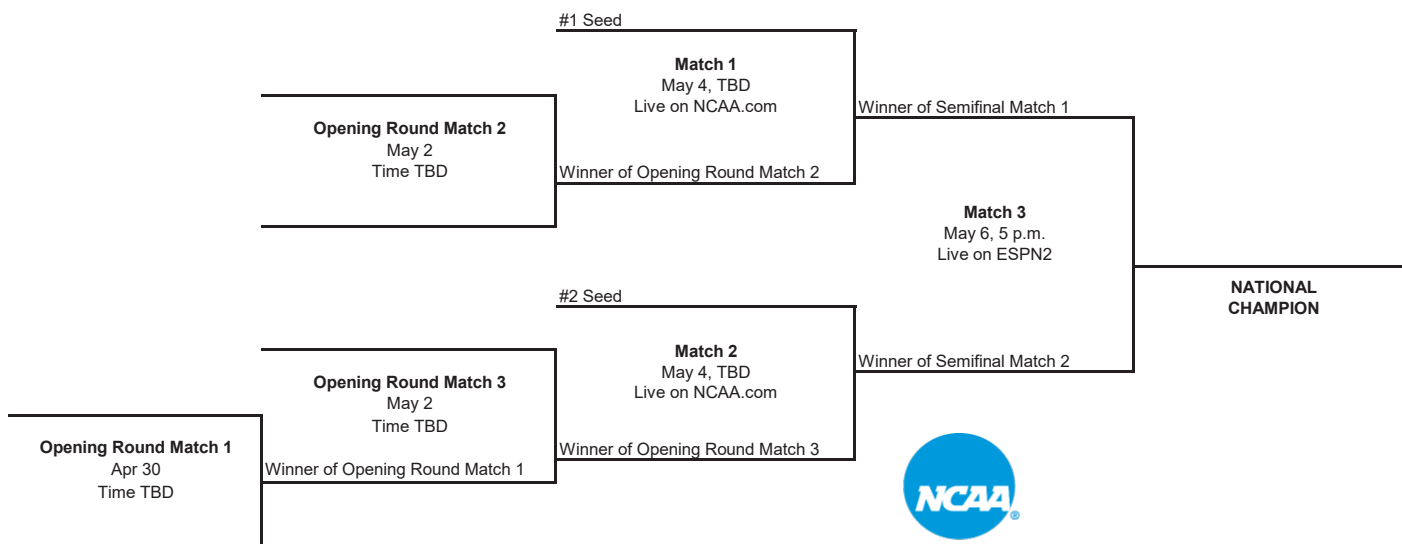 #1 Seed
Match 1
May 4, TBD
Live on NCAA.com
Winner of Semifinal Match 1
Opening Round Match 2
May 2
Time TBD
Winner of Opening Round Match 2
Match 3
May 6, 5 p.m.
Live on ESPN2
NATIONAL
CHAMPION
#2 Seed
Match 2
May 4, TBD
Live on NCAA.com
Winner of Semifinal Match 2
Opening Round Match 3
May 2
Time TBD
Winner of Opening Round Match 3
Opening Round Match 1
Apr 30
Time TBD
Winner of Opening Round Match 1
NCAA®